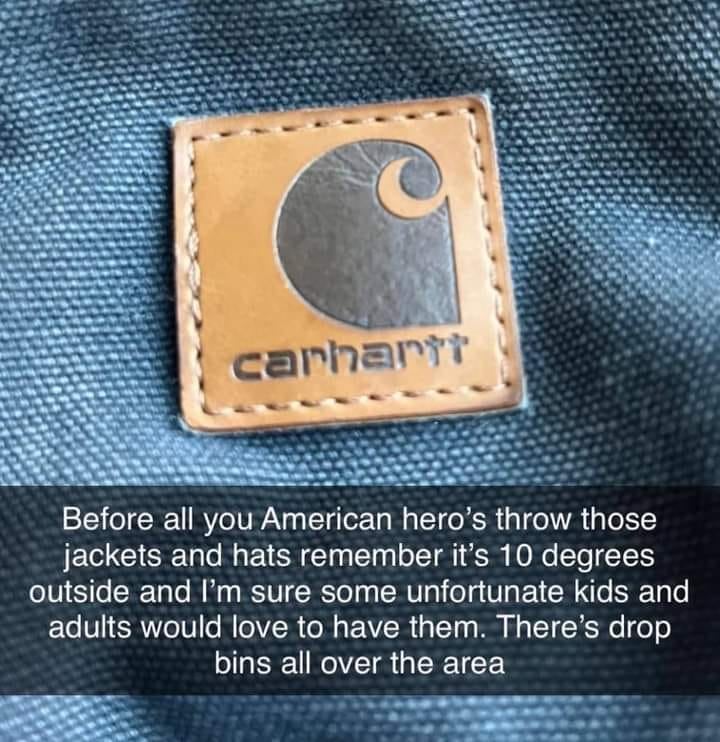 carhartt
Before all you American hero's throw those
jackets and hats remember it's 10 degrees
outside and I'm sure some unfortunate kids and
adults would love to have them. There's drop
bins all over the area